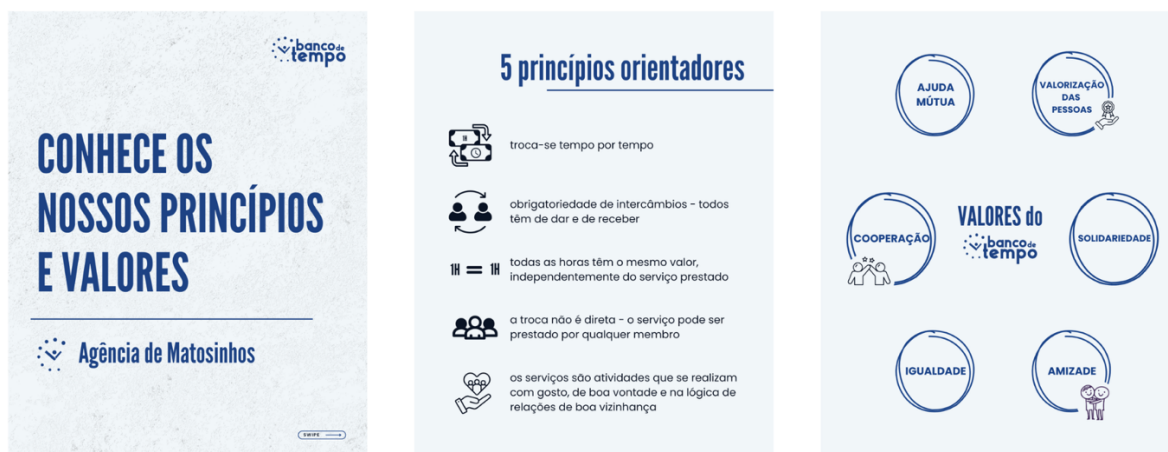 banco de
tempo
CONHECE OS
NOSSOS PRINCÍPIOS
E VALORES
Agência de Matosinhos
SWIPE
5 princípios orientadores
1H
troca-se tempo por tempo
obrigatoriedade de intercâmbios - todos
têm de dar e de receber
1H = 1H
todas as horas têm o mesmo valor,
independentemente do serviço prestado
a troca não é direta - o serviço pode ser
prestado por qualquer membro
os serviços são atividades que se realizam
com gosto, de boa vontade e na lógica de
relações de boa vizinhança
AJUDA
MÚTUA
VALORIZAÇÃO
DAS
PESSOAS
COOPERAÇÃO
VALORES do
banco de
tempo
SOLIDARIEDADE
IGUALDADE
AMIZADE